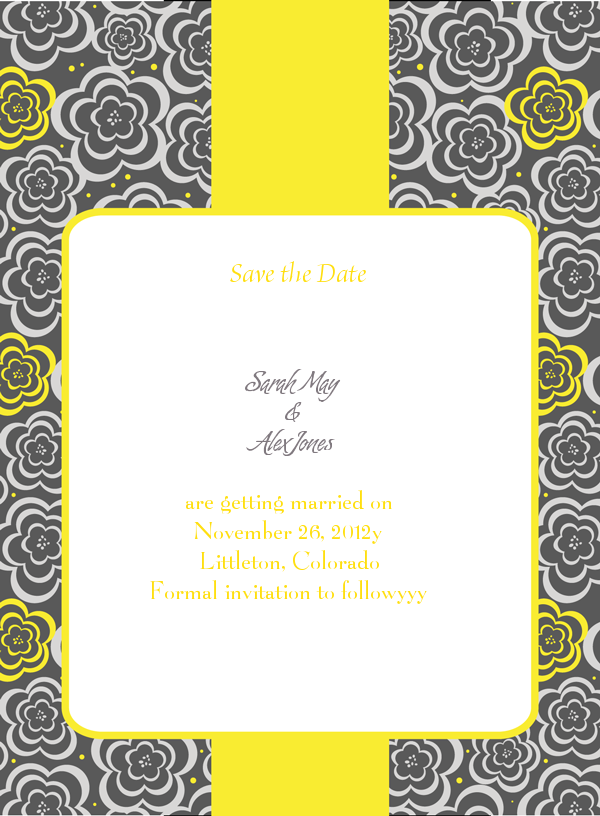 Save the Date
Sarah May
&
Alex Jones
are getting married on
November 26, 2012y
Littleton, Colorado
Formal invitation to followyyy